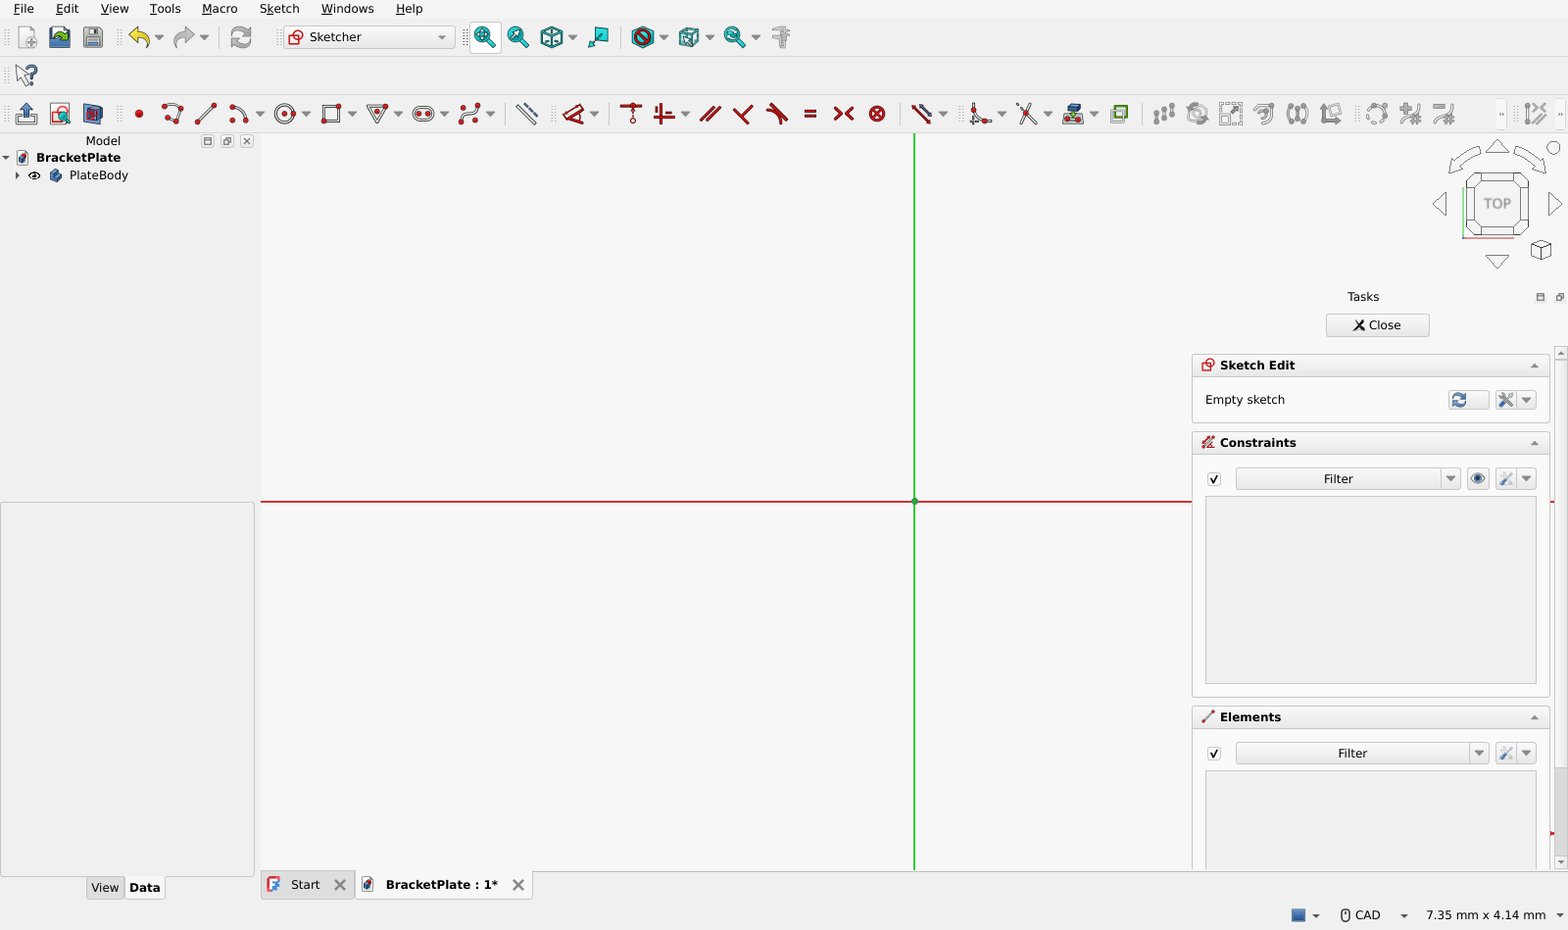 File Edit View Tools Macro Sketch Windows Help
Sketcher
Model
BracketPlate
PlateBody
TOP
Tasks
Close
Sketch Edit
Empty sketch
Constraints
Filter
Elements
Filter
View Data
Start
BracketPlate : 1*
CAD
7.35 mm x 4.14 mm